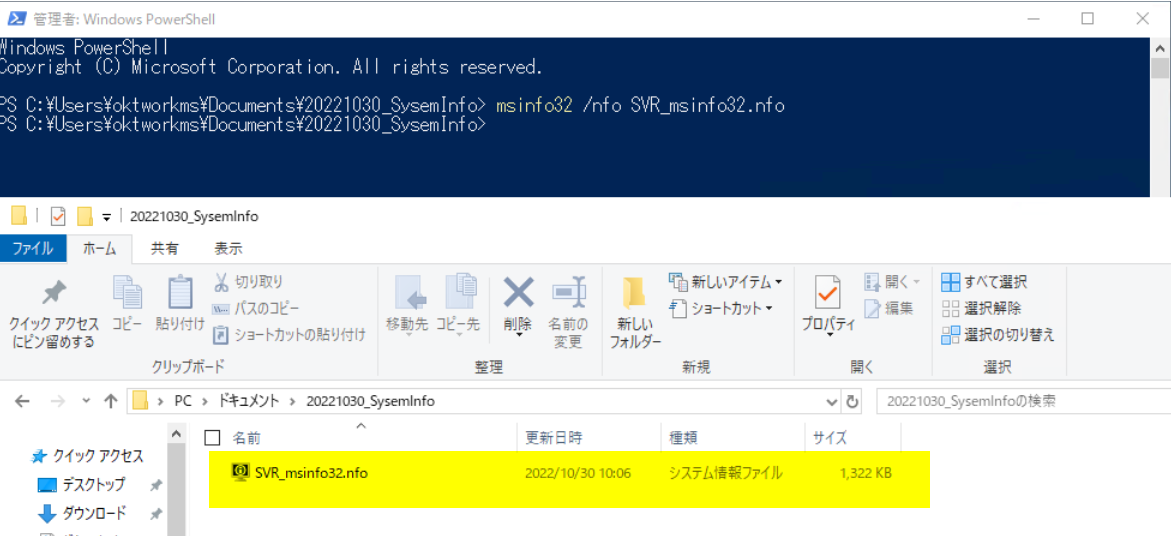 管理者: Windows PowerShell
Windows PowerShell
Copyright (C) Microsoft Corporation. All rights reserved.
PS C:¥Users¥oktworkms¥Documents¥20221030_SysemInfo> msinfo32 /nfo SVR_msinfo32.nfo
PS C:¥Users¥oktworkms¥Documents¥20221030_SysemInfo>
20221030_SysemInfo
ファイル ホーム 共有 表示
クイック アクセスにピン留めする
コピー
貼り付け
切り取り
パスのコピー
ショートカットの貼り付け
クリップボード
移動先
コピー先
削除
名前の変更
整理
新しいフォルダー
新しいアイテム
ショートカット
新規
プロパティ
開く
編集
開く
すべて選択
選択解除
選択の切り替え
選択
PC > ドキュメント > 20221030_SysemInfo
20221030_SysemInfoの検索
クイック アクセス
デスクトップ
ダウンロード
名前 更新日時 種類 サイズ
SVR_msinfo32.nfo 2022/10/30 10:06 システム情報ファイル 1,322 KB